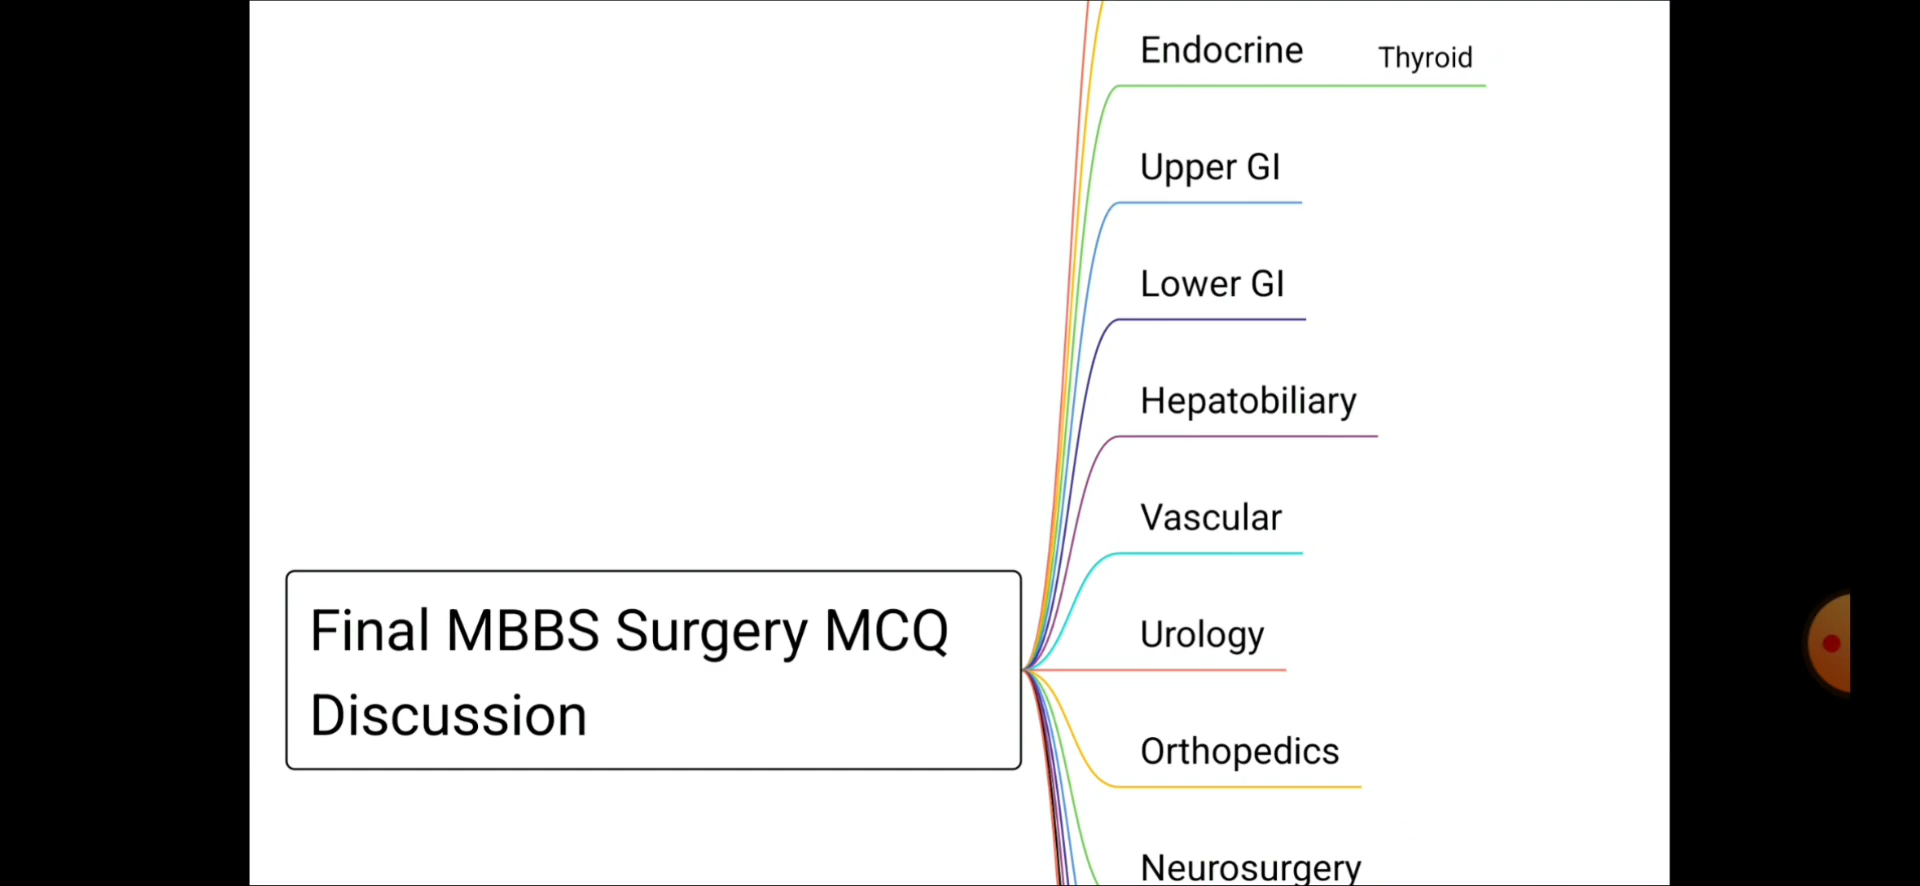 Endocrine
Thyroid
Upper GI
Lower GI
Hepatobiliary
Vascular
Final MBBS Surgery MCQ
Discussion
Urology
Orthopedics
Neurosurgery